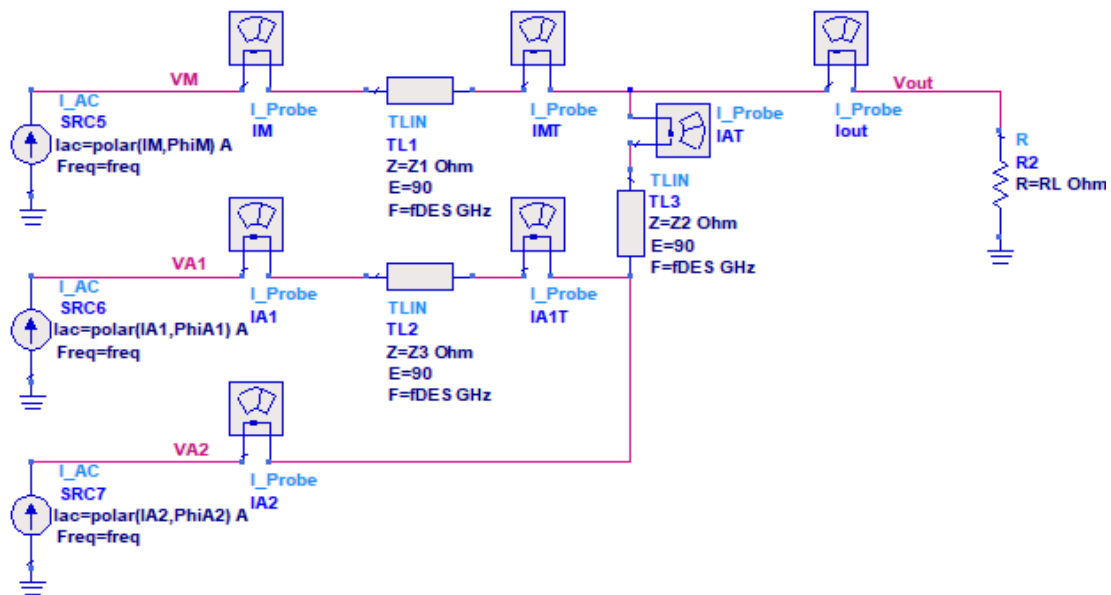 VM
I_AC
SRC5
Iac=polar(IM,PhiM) A
Freq=freq
I_Probe
IM
TLIN
TL1
Z=Z1 Ohm
E=90
F=fDES GHz
I_Probe
IMT
I_Probe
IAT
I_Probe
Iout
Vout
R
R2
R=RL Ohm
TLIN
TL3
Z=Z2 Ohm
E=90
F=fDES GHz
VA1
I_AC
SRC6
Iac=polar(IA1,PhiA1) A
Freq=freq
I_Probe
IA1
TLIN
TL2
Z=Z3 Ohm
E=90
F=fDES GHz
I_Probe
IA1T
VA2
I_AC
SRC7
Iac=polar(IA2,PhiA2) A
Freq=freq
I_Probe
IA2